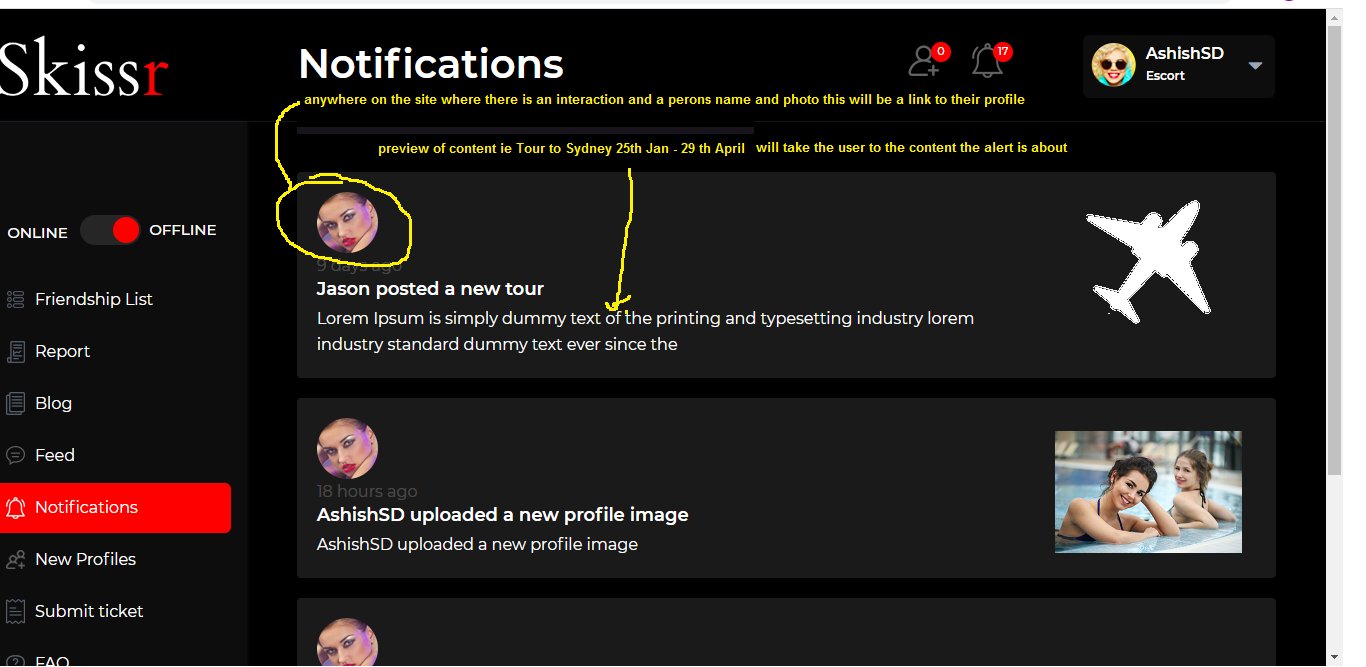 Skissr
Notifications
0
17
AshishSD
Escort
anywhere on the site where there is an interaction and a perons name and photo this will be a link to their profile
preview of content ie Tour to Sydney 25th Jan - 29 th April will take the user to the content the alert is about
ONLINE OFFLINE
Friendship List
Report
Blog
Feed
Notifications
New Profiles
Submit ticket
FAQ
9 days ago
Jason posted a new tour
Lorem Ipsum is simply dummy text of the printing and typesetting industry lorem
industry standard dummy text ever since the
18 hours ago
AshishSD uploaded a new profile image
AshishSD uploaded a new profile image